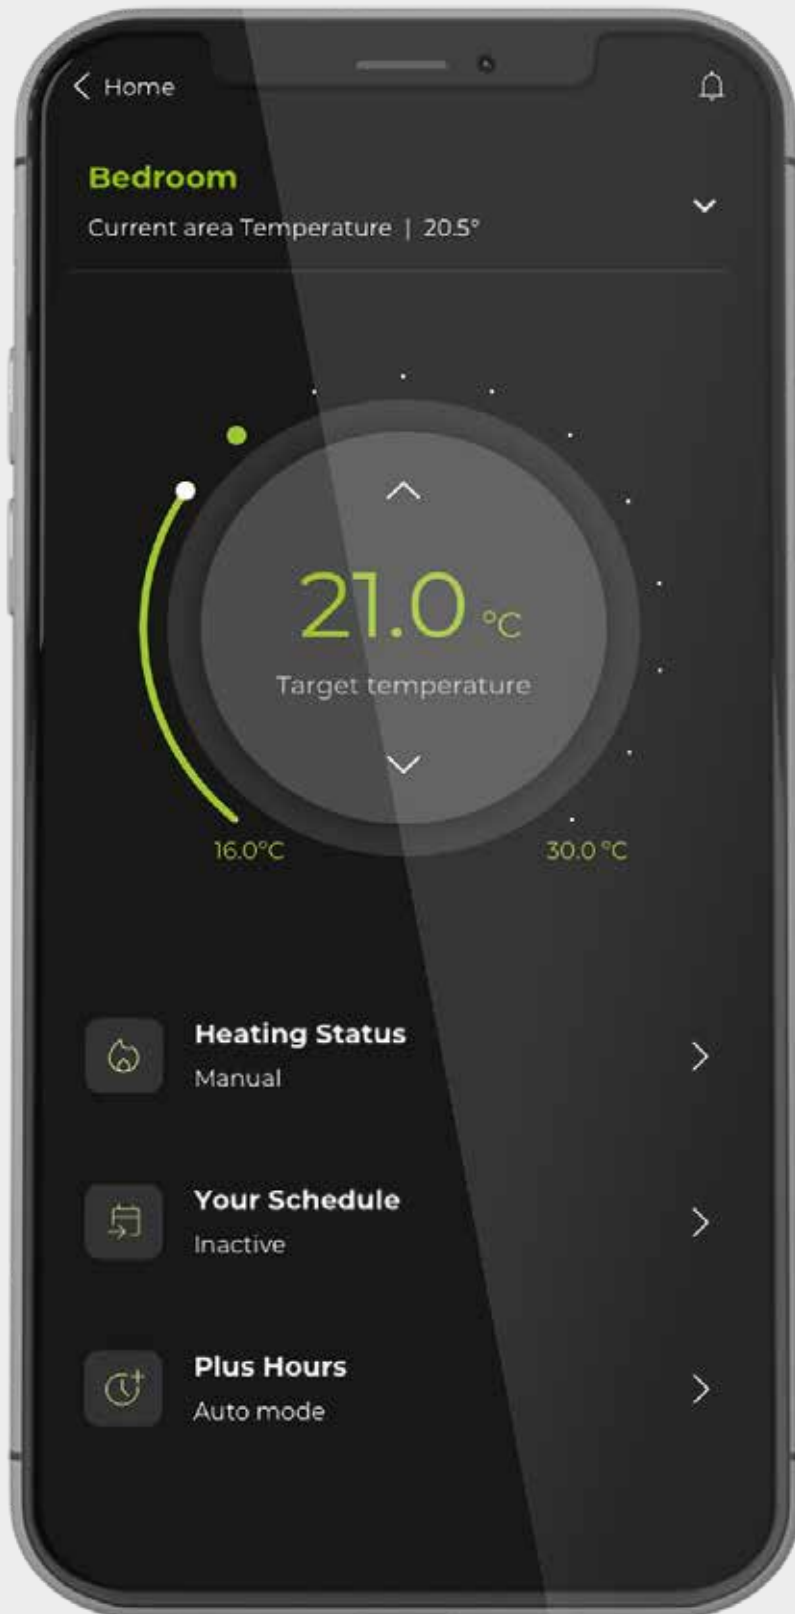 Home
Bedroom
Current area Temperature | 20.5°
21.0 °C
Target temperature
16.0°C
30.0 °C
Heating Status
Manual
Your Schedule
Inactive
Plus Hours
Auto mode